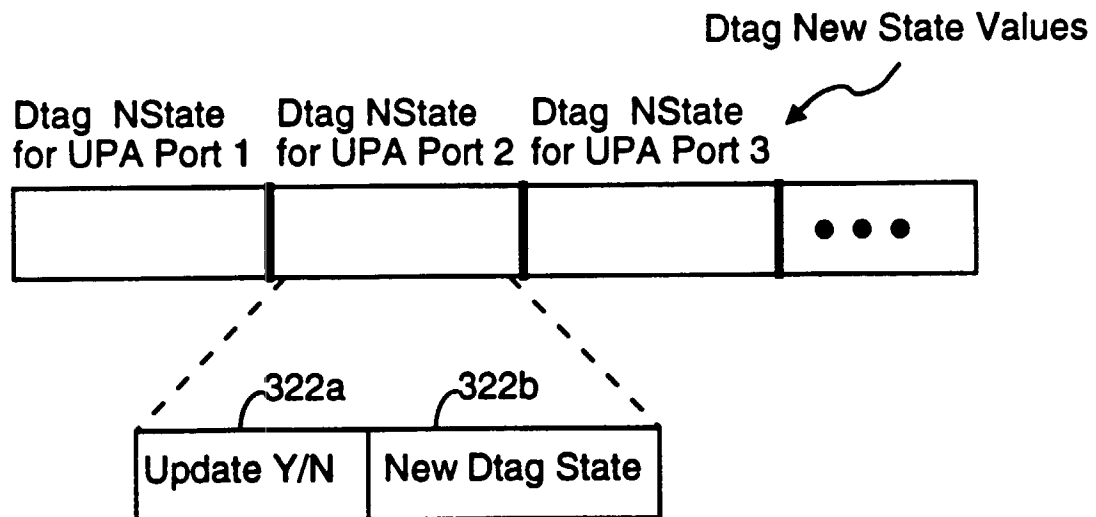 Dtag New State Values
Dtag NState for UPA Port 1
Dtag NState for UPA Port 2
Dtag NState for UPA Port 3
322a
322b
Update Y/N
New Dtag State